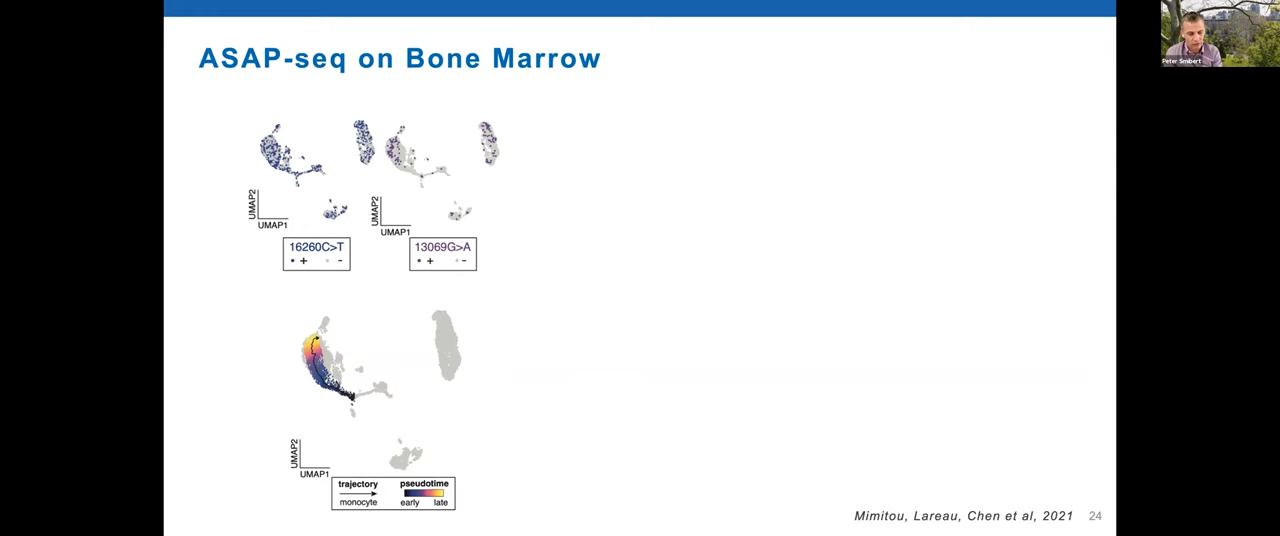 ASAP-seq on Bone Marrow
Peter Smibert
UMAP2
UMAP1
UMAP2
UMAP1
16260C>T
+ -
13069G>A
+ -
UMAP2
UMAP1
trajectory
monocyte
pseudotime
early late
Mimitou, Lareau, Chen et al, 2021
24